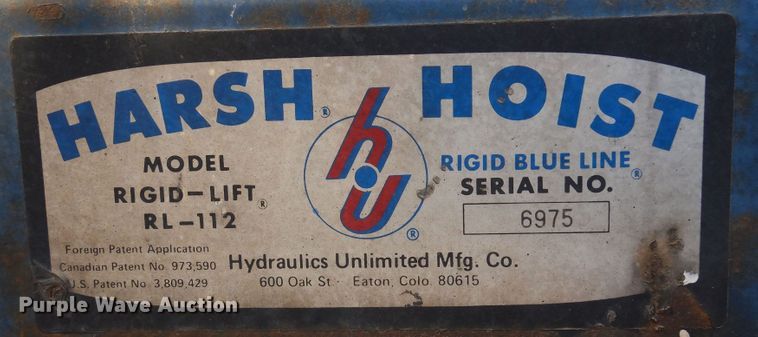 HARSH® HOIST
hu®
MODEL
RIGID-LIFT®
RL-112
RIGID BLUE LINE®
SERIAL NO.
6975
Foreign Patent Application
Canadian Patent No. 973,590
U.S. Patent No. 3,809,429
Hydraulics Unlimited Mfg. Co.
600 Oak St. Eaton, Colo. 80615
Purple Wave Auction